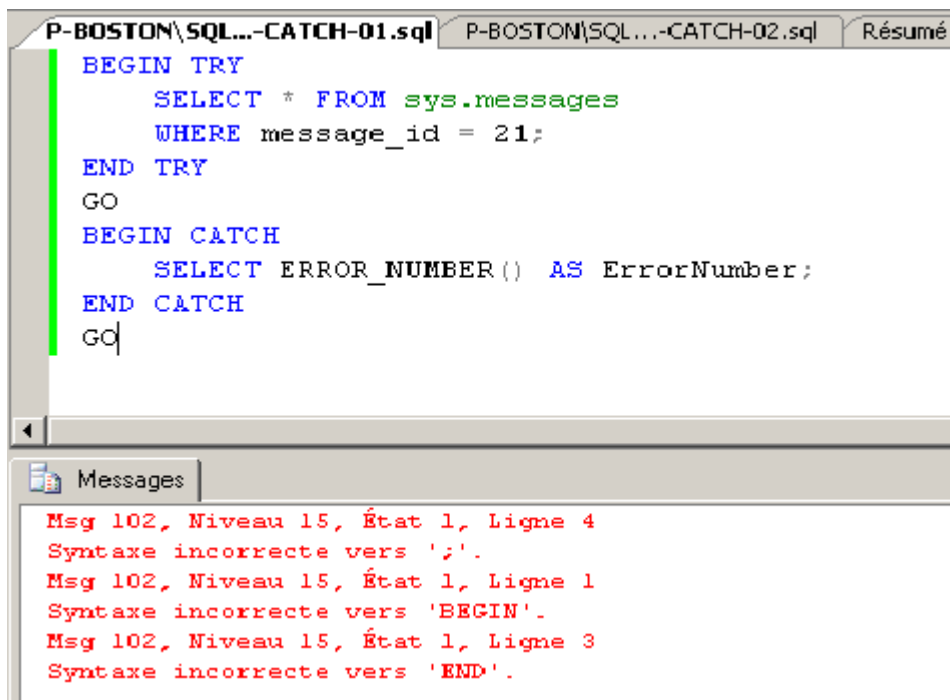 P-BOSTON\SQL...-CATCH-01.sql P-BOSTON\SQL...-CATCH-02.sql Résumé
BEGIN TRY
SELECT * FROM sys.messages
WHERE message_id = 21;
END TRY
GO
BEGIN CATCH
SELECT ERROR_NUMBER() AS ErrorNumber;
END CATCH
GO
Messages
Msg 102, Niveau 15, État 1, Ligne 4
Syntaxe incorrecte vers ';'.
Msg 102, Niveau 15, État 1, Ligne 1
Syntaxe incorrecte vers 'BEGIN'.
Msg 102, Niveau 15, État 1, Ligne 3
Syntaxe incorrecte vers 'END'.